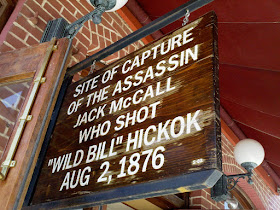 SITE OF CAPTURE
OF THE ASSASSIN
JACK McCALL
WHO SHOT
"WILD BILL" HICKOK
AUG 2, 1876